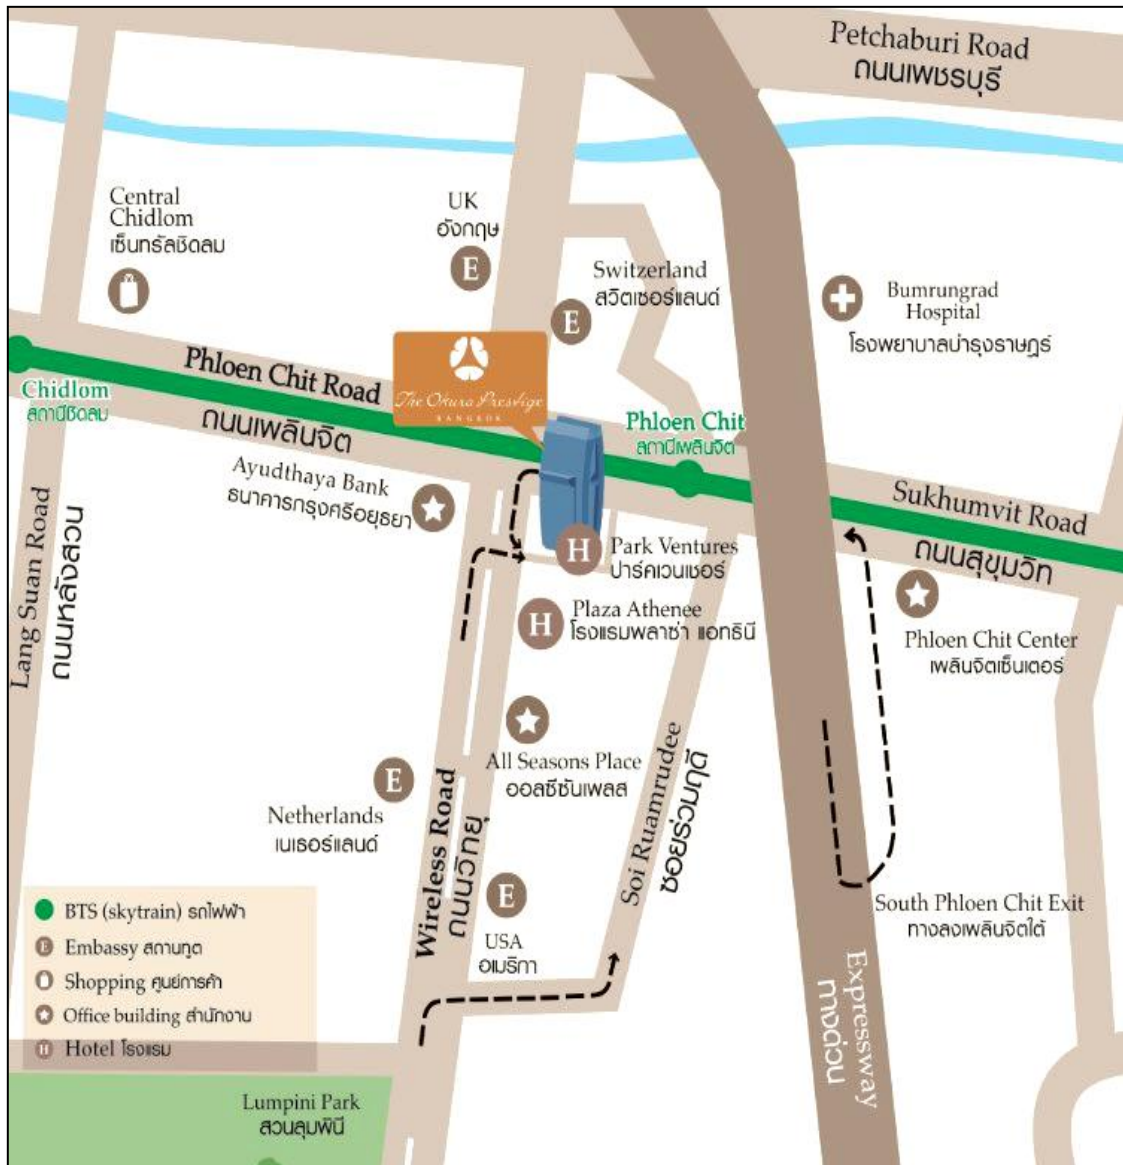 Petchaburi Road
ถนนเพชรบุรี
Central
Chidlom
เซ็นทรัลชิดลม
UK
อังกฤษ
E
Switzerland
สวิตเซอร์แลนด์
E
Bumrungrad
Hospital
โรงพยาบาลบำรุงราษฎร์
The Okura Prestige
BANGKOK
Phloen Chit Road
ถนนเพลินจิต
Chidlom
สถานีชิดลม
Phloen Chit
สถานีเพลินจิต
Sukhumvit Road
ถนนสุขุมวิท
Ayudthaya Bank
ธนาคารกรุงศรีอยุธยา
H
Park Ventures
ปาร์คเวนเชอร์
H
Plaza Athenee
โรงแรมพลาซ่า แอทธินี
Phloen Chit Center
เพลินจิตเซ็นเตอร์
Lang Suan Road
ถนนหลังสวน
All Seasons Place
ออลซีซันเพลส
Soi Ruamrudee
ซอยร่วมฤดี
E
Netherlands
เนเธอร์แลนด์
Wireless Road
ถนนวิทยุ
E
USA
อเมริกา
South Phloen Chit Exit
ทางลงเพลินจิตใต้
Expressway
ทางด่วน
BTS (skytrain) รถไฟฟ้า
E Embassy สถานทูต
Shopping ศูนย์การค้า
Office building สำนักงาน
H Hotel โรงแรม
Lumpini Park
สวนลุมพินี